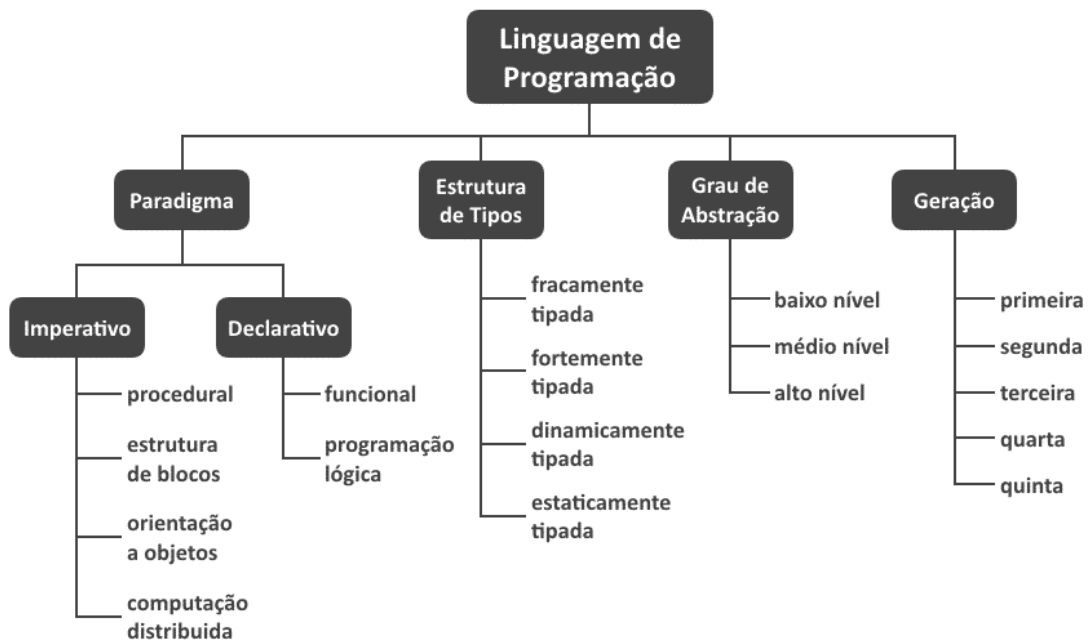 Linguagem de
Programação
Paradigma
Estrutura
de Tipos
Grau de
Abstração
Geração
Imperativo
Declarativo
procedural
estrutura
de blocos
orientação
a objetos
computação
distribuida
funcional
programação
lógica
fracamente
tipada
fortemente
tipada
dinamicamente
tipada
estaticamente
tipada
baixo nível
médio nível
alto nível
primeira
segunda
terceira
quarta
quinta